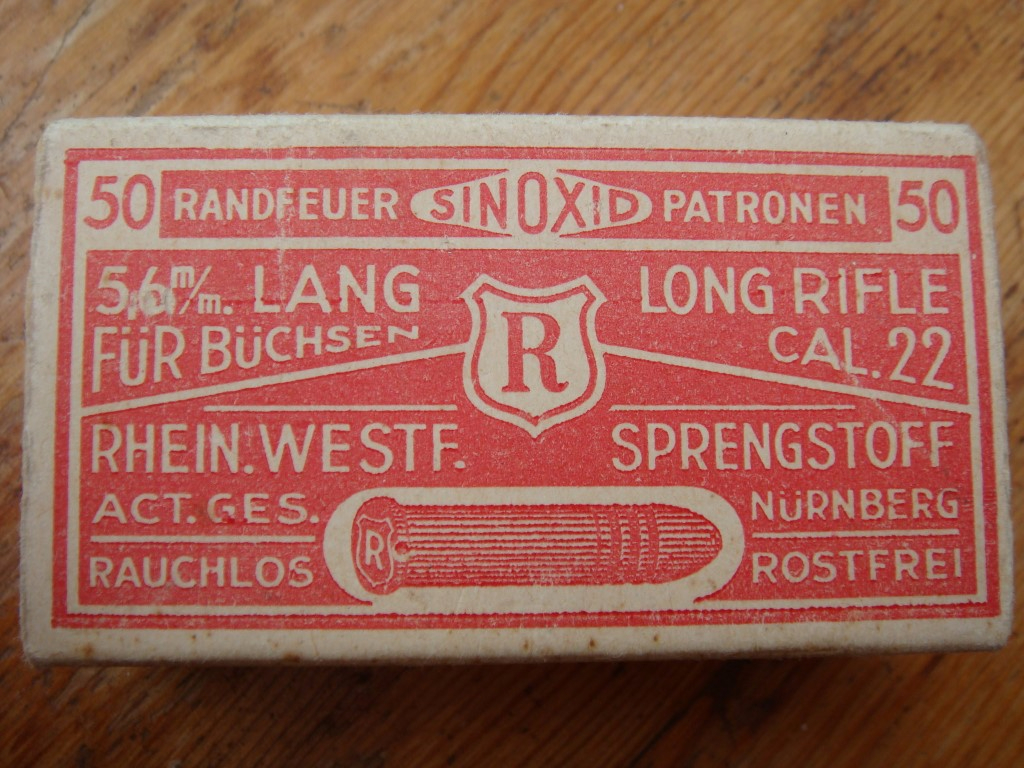 50 RANDFEUER SINOXID PATRONEN 50
5,6 m/m. LANG
FÜR BÜCHSEN
R
LONG RIFLE
CAL. 22
RHEIN. WESTF. SPRENGSTOFF
ACT. GES. NÜRNBERG
R
RAUCHLOS ROSTFREI